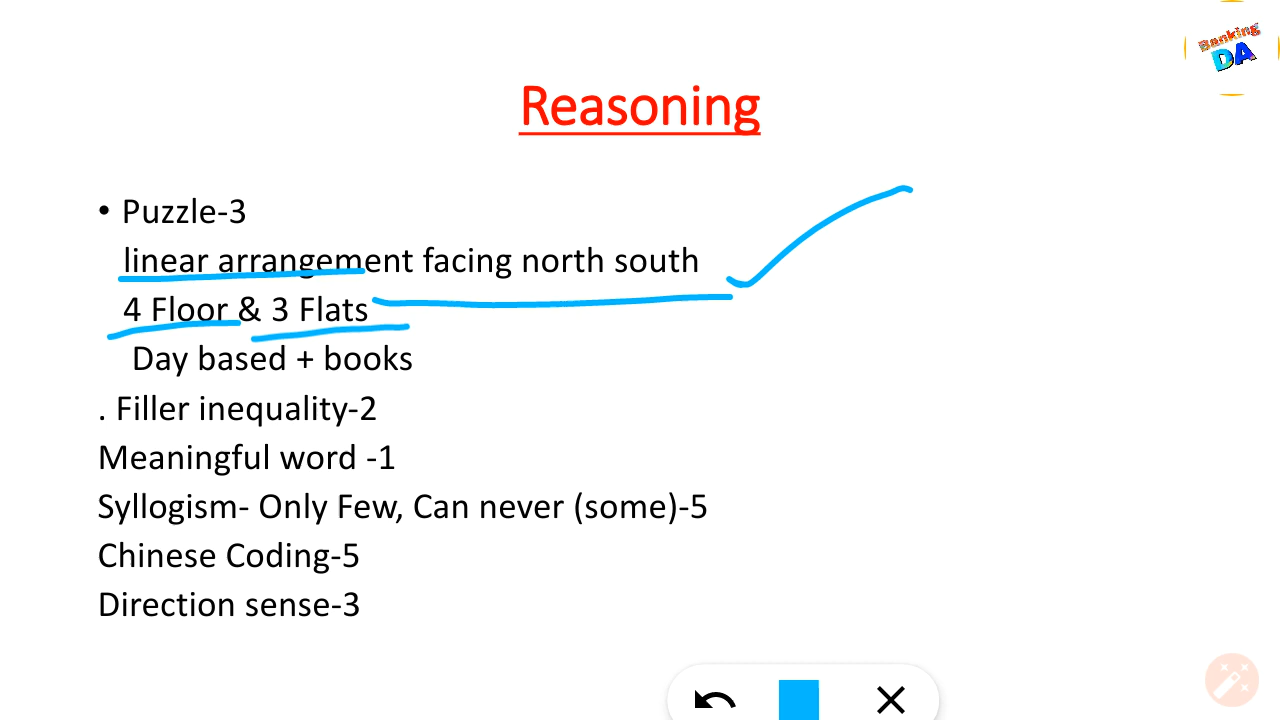 Banking
DA
Reasoning
• Puzzle-3
linear arrangement facing north south
4 Floor & 3 Flats
Day based + books
. Filler inequality-2
Meaningful word -1
Syllogism- Only Few, Can never (some)-5
Chinese Coding-5
Direction sense-3